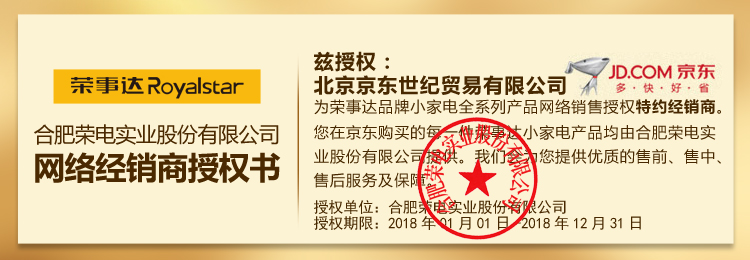 荣事达 Royalstar
合肥荣电实业股份有限公司
网络经销商授权书
兹授权：
北京京东世纪贸易有限公司
JD.COM 京东
多·快·好·省
为荣事达品牌小家电全系列产品网络销售授权特约经销商。
您在京东购买的每一件荣事达小家电产品均由合肥荣电实
业股份有限公司提供。我们会为您提供优质的售前、售中、
售后服务及保障。
授权单位：合肥荣电实业股份有限公司
授权期限：2018 年 01 月 01 日-2018 年 12 月 31 日
合肥荣电实业股份有限公司